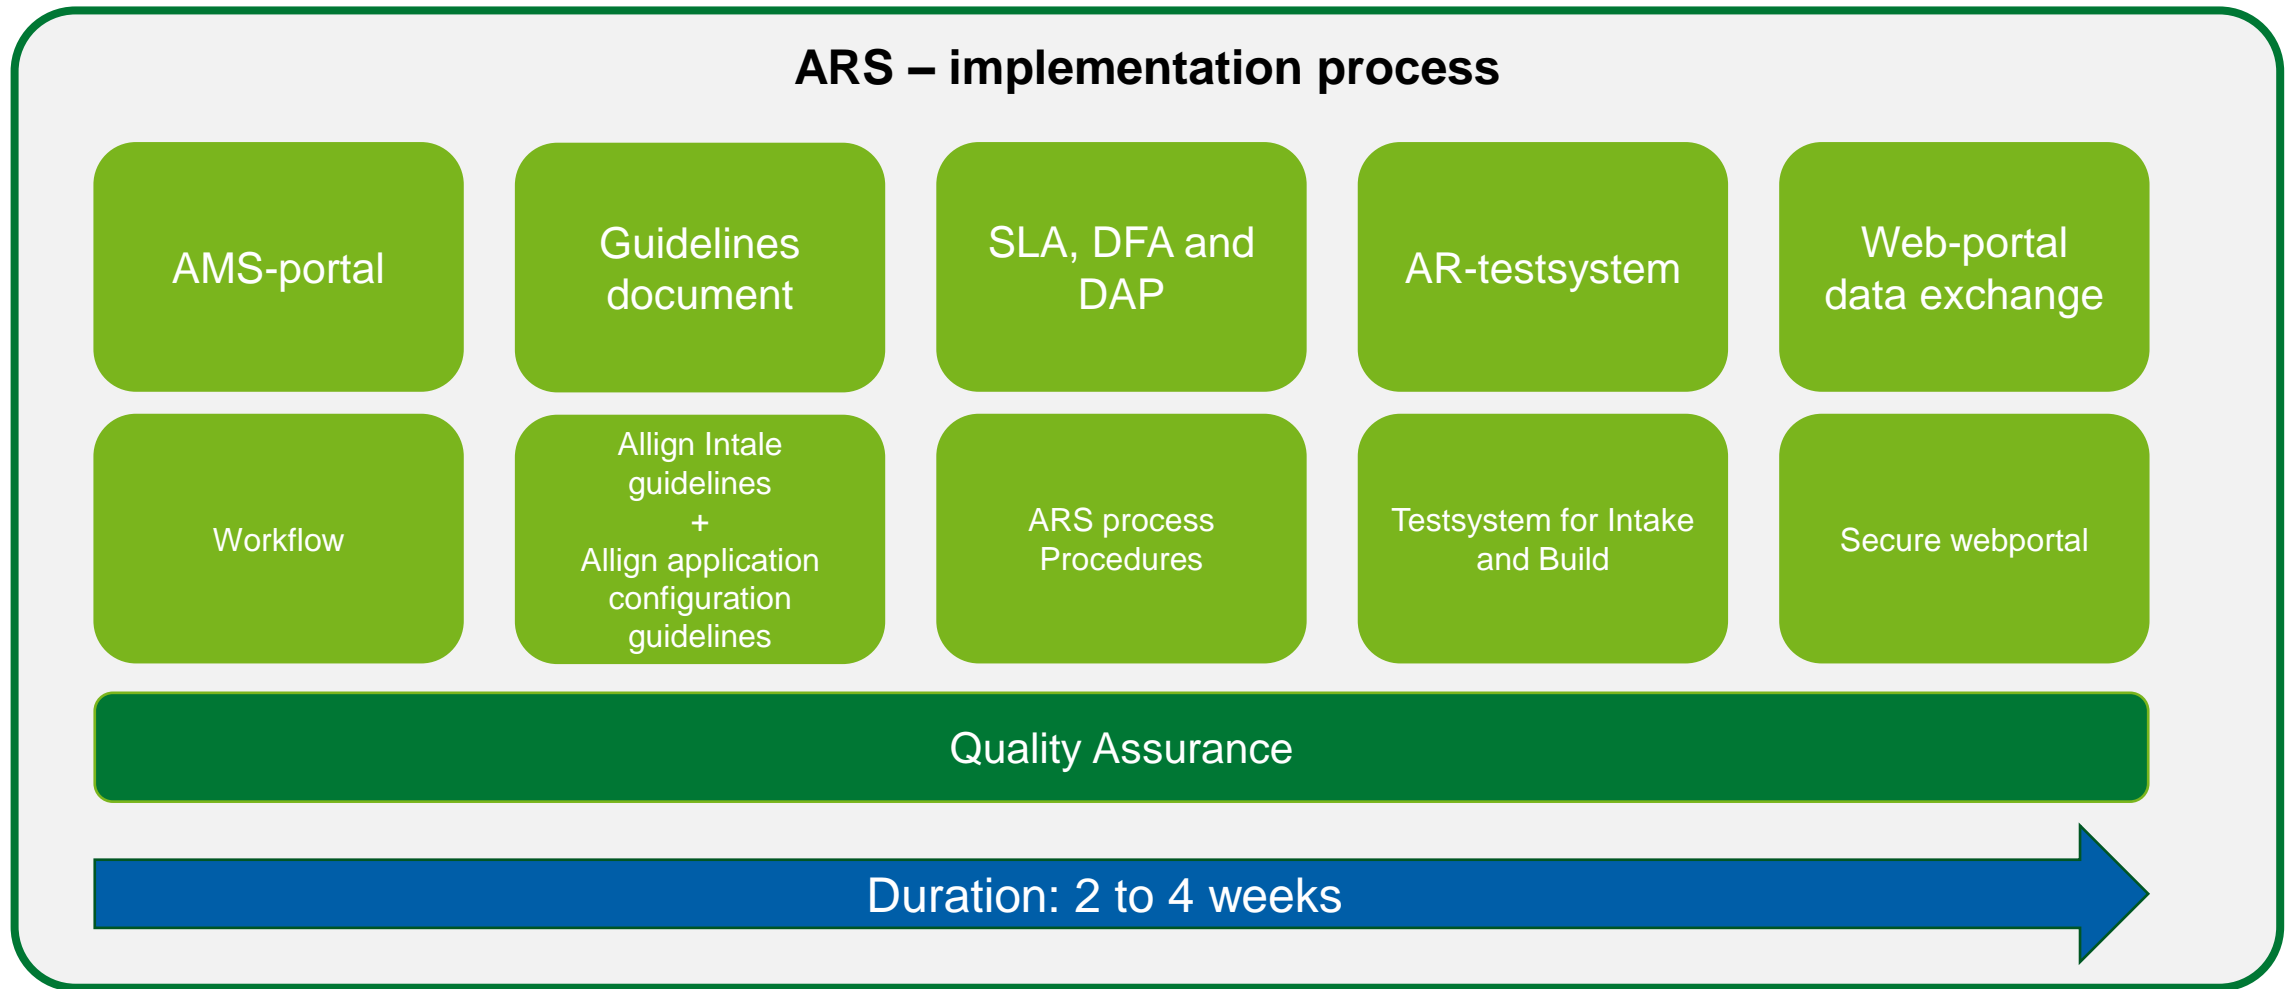 ARS – implementation process
AMS-portal
Guidelines
document
SLA, DFA and
DAP
AR-testsystem
Web-portal
data exchange
Workflow
Allign Intale
guidelines
+
Allign application
configuration
guidelines
ARS process
Procedures
Testsystem for Intake
and Build
Secure webportal
Quality Assurance
Duration: 2 to 4 weeks